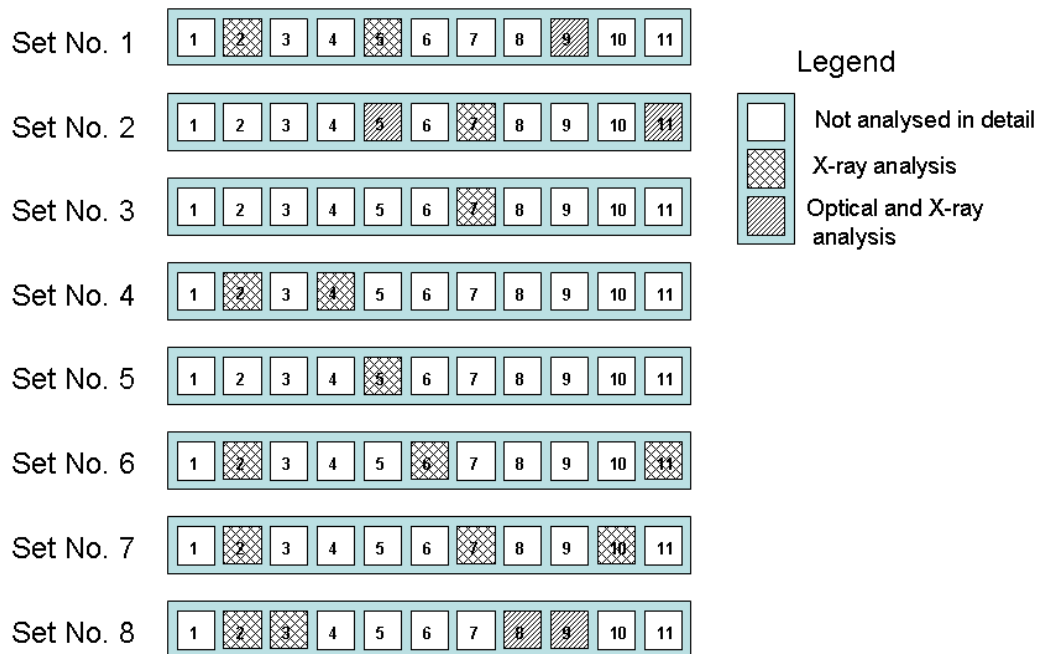 Set No. 1 1 2 3 4 5 6 7 8 9 10 11
Legend
Set No. 2 1 2 3 4 5 6 7 8 9 10 11
Not analysed in detail
X-ray analysis
Set No. 3 1 2 3 4 5 6 7 8 9 10 11
Optical and X-ray
analysis
Set No. 4 1 2 3 4 5 6 7 8 9 10 11
Set No. 5 1 2 3 4 5 6 7 8 9 10 11
Set No. 6 1 2 3 4 5 6 7 8 9 10 11
Set No. 7 1 2 3 4 5 6 7 8 9 10 11
Set No. 8 1 2 3 4 5 6 7 8 9 10 11